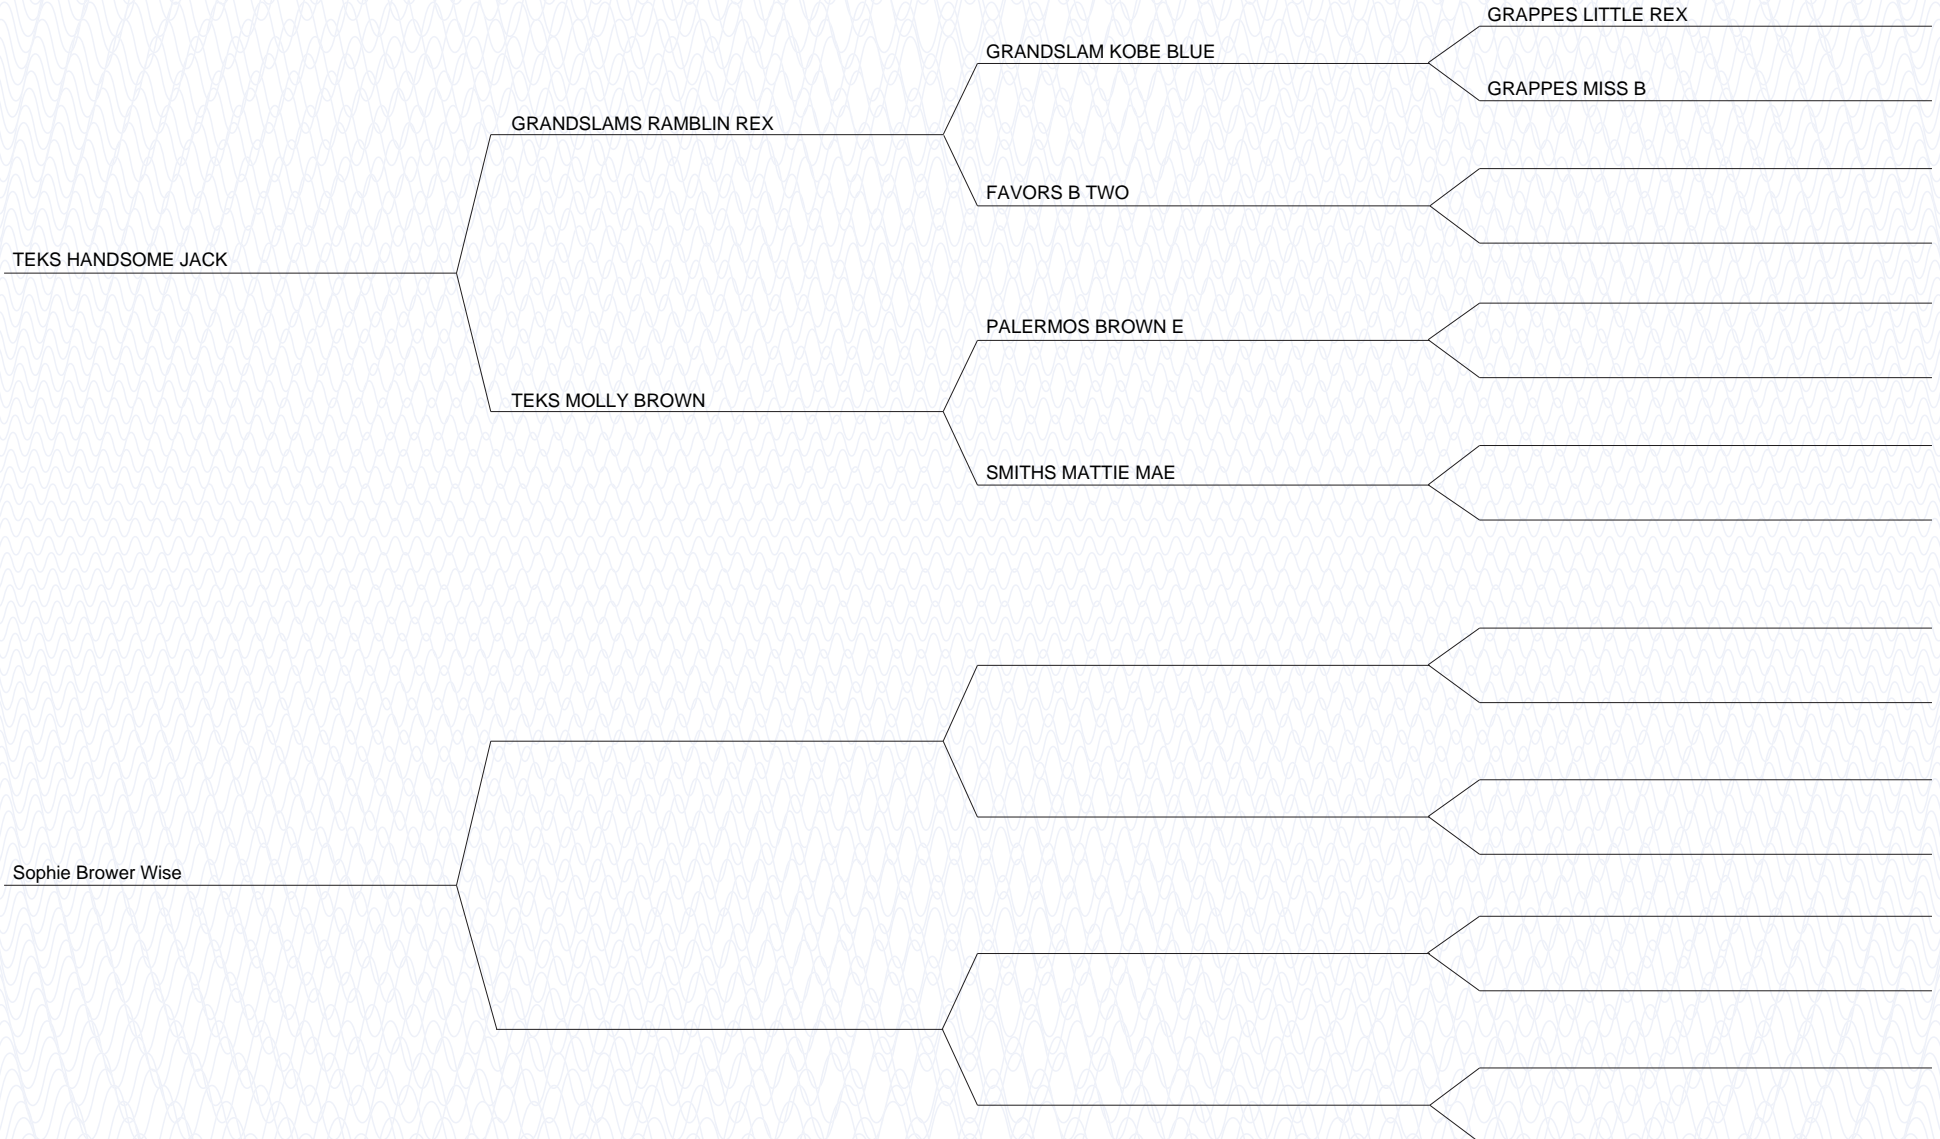 GRAPPES LITTLE REX
GRANDSLAM KOBE BLUE
GRAPPES MISS B
GRANDSLAMS RAMBLIN REX
FAVORS B TWO
TEKS HANDSOME JACK
PALERMOS BROWN E
TEKS MOLLY BROWN
SMITHS MATTIE MAE
Sophie Brower Wise